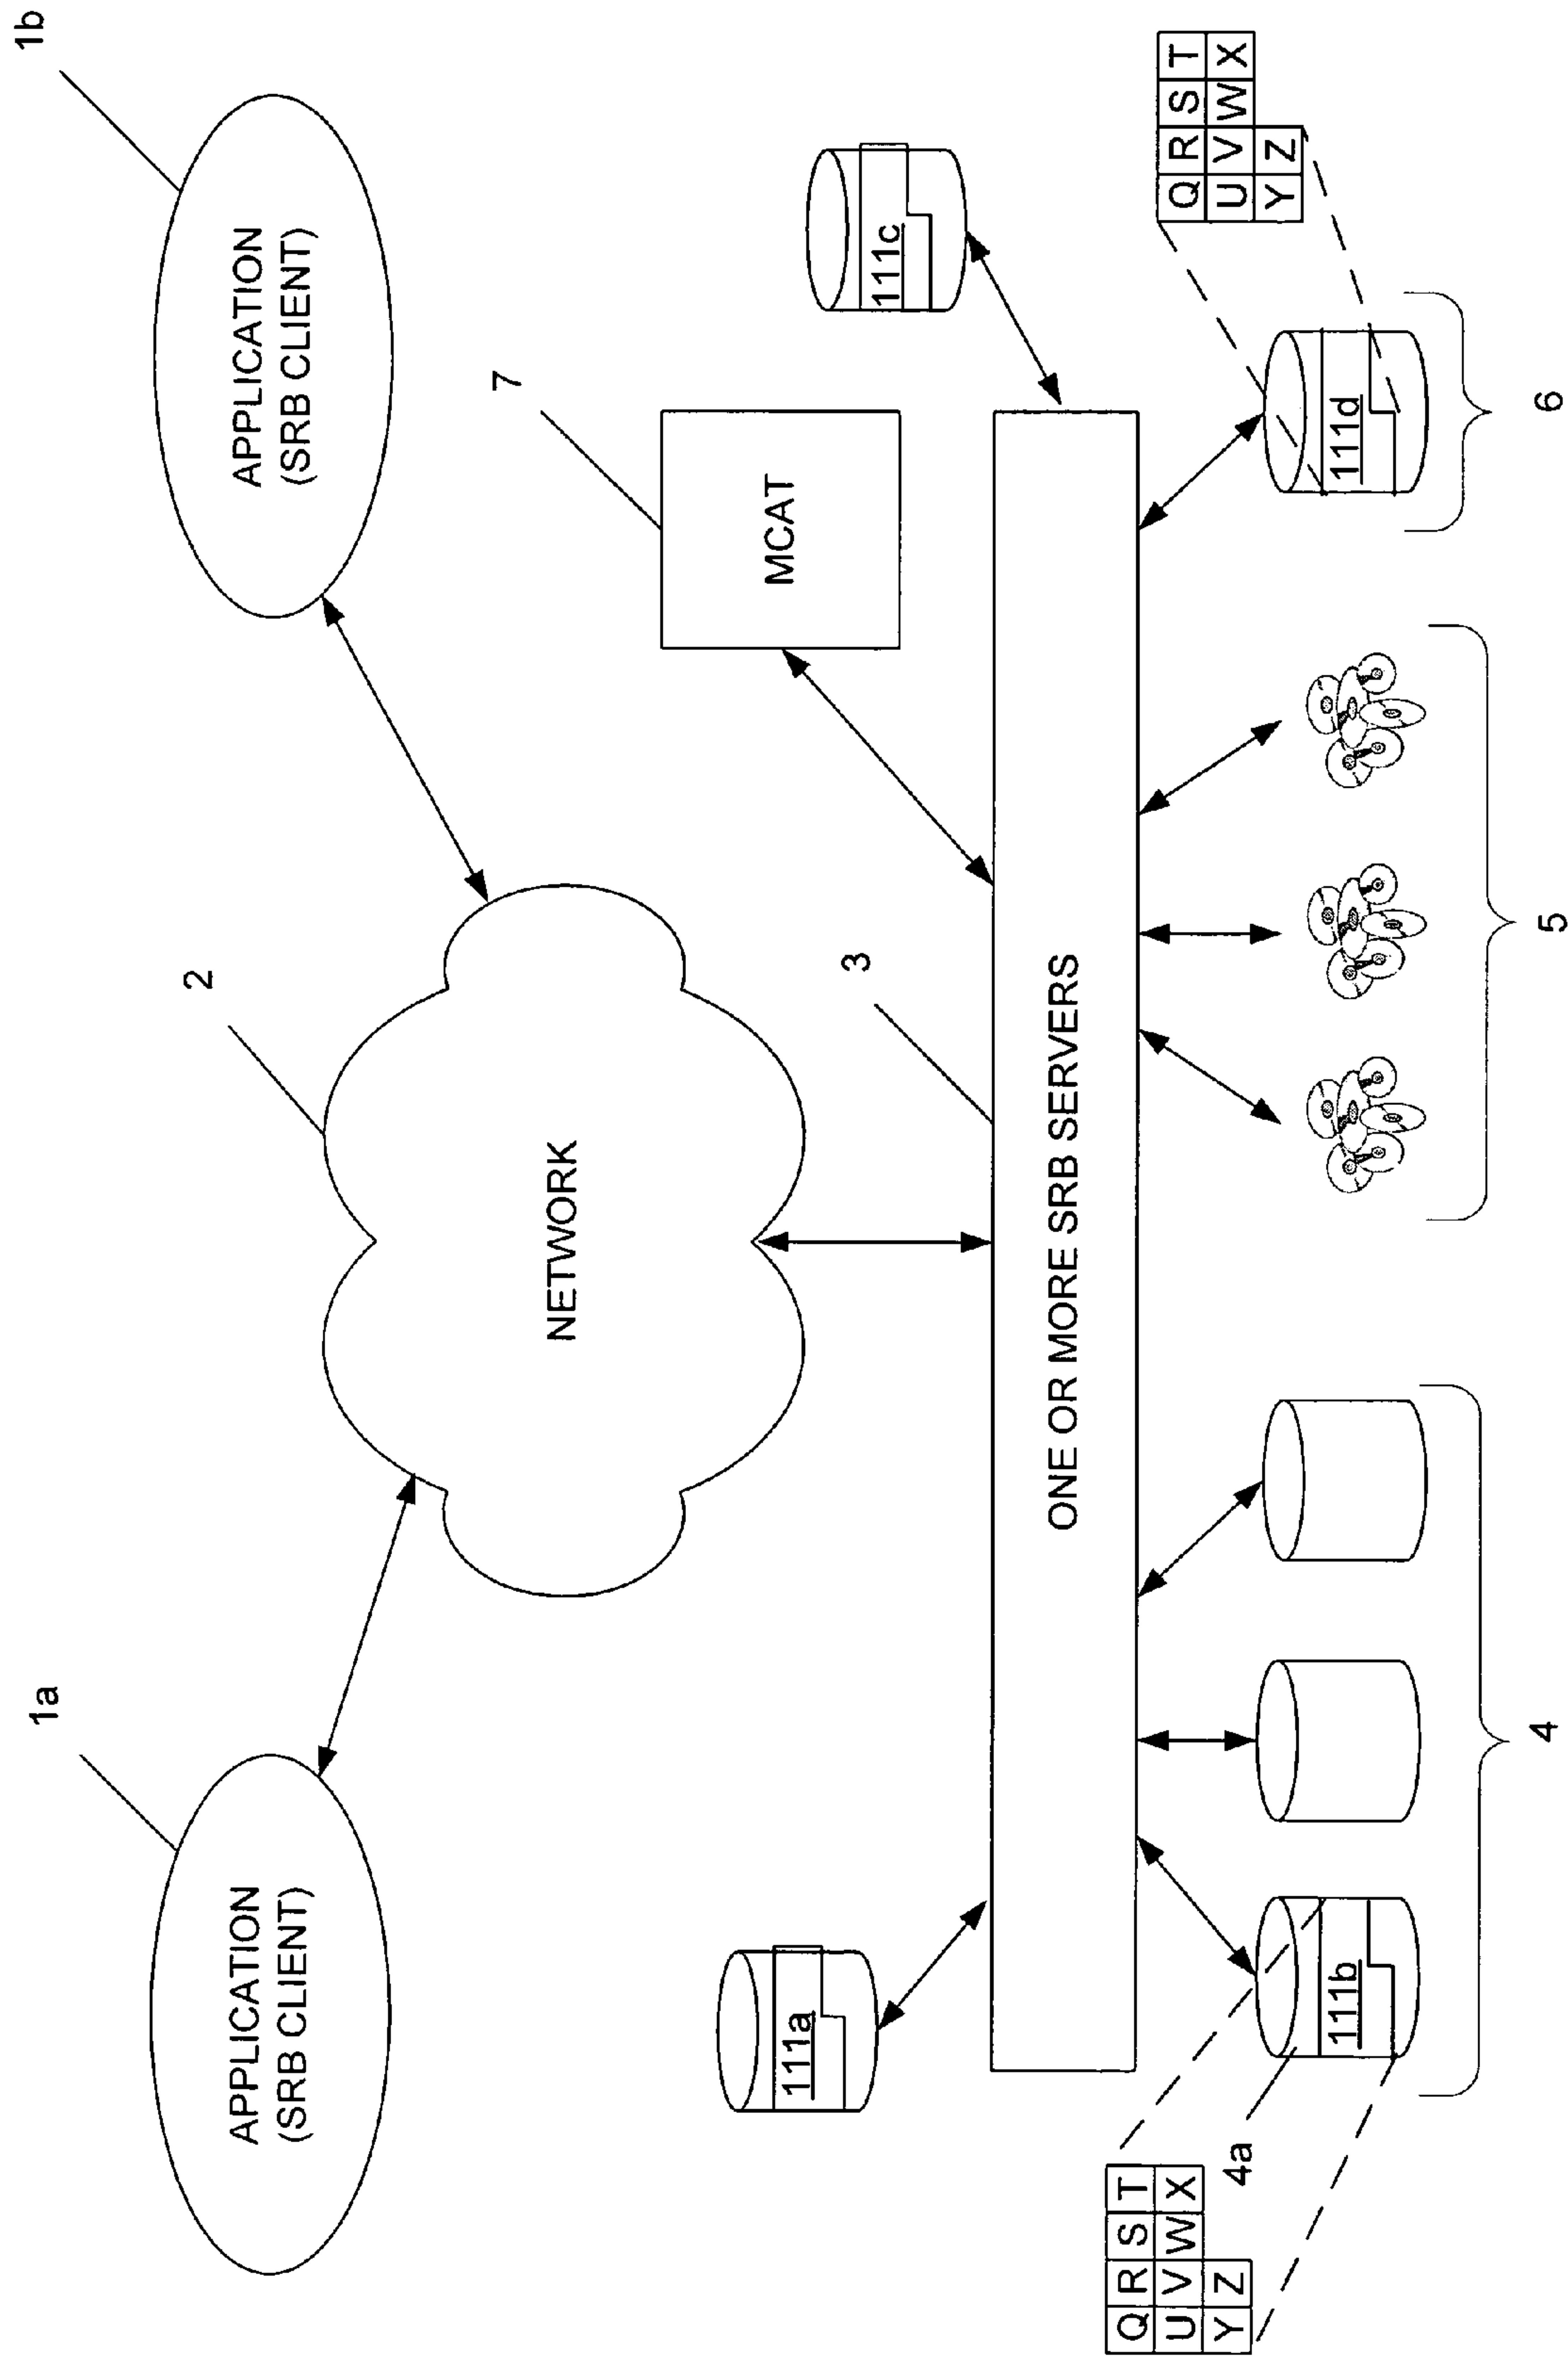 1a
1b
APPLICATION
(SRB CLIENT)
APPLICATION
(SRB CLIENT)
2
NETWORK
7
MCAT
111a
111c
3
ONE OR MORE SRB SERVERS
Q R S T
U V W X
Y Z
4a
111b
111d
Q R S T
U V W X
Y Z
4
5
6